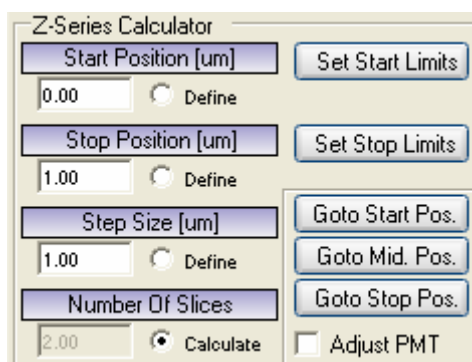 Z-Series Calculator
Start Position [um]
Set Start Limits
0.00
Define
Stop Position [um]
Set Stop Limits
1.00
Define
Step Size [um]
Goto Start Pos.
1.00
Define
Goto Mid. Pos.
Number Of Slices
Goto Stop Pos.
2.00
Calculate
Adjust PMT